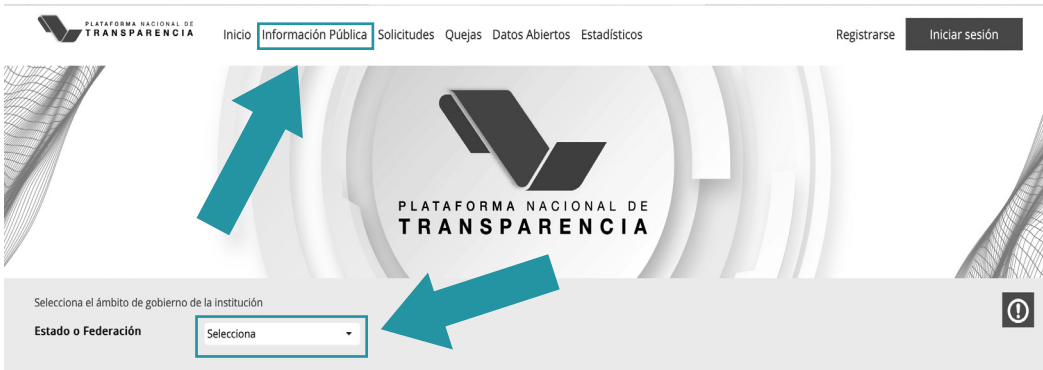 PLATAFORMA NACIONAL DE
TRANSPARENCIA
Inicio Información Pública Solicitudes Quejas Datos Abiertos Estadísticos
Registrarse Iniciar sesión
PLATAFORMA NACIONAL DE
TRANSPARENCIA
Selecciona el ámbito de gobierno de la institución
Estado o Federación Selecciona